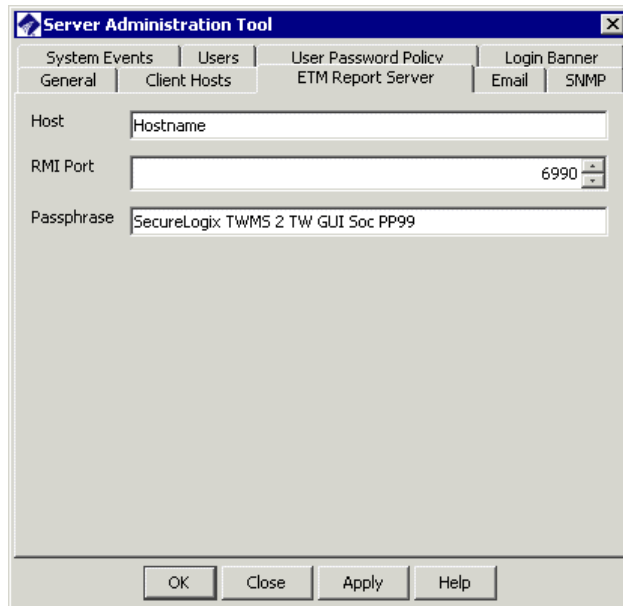 Server Administration Tool
System Events Users User Password Policy Login Banner
General Client Hosts ETM Report Server Email SNMP
Host Hostname
RMI Port 6990
Passphrase SecureLogix TWMS 2 TW GUI Soc PP99
OK Close Apply Help